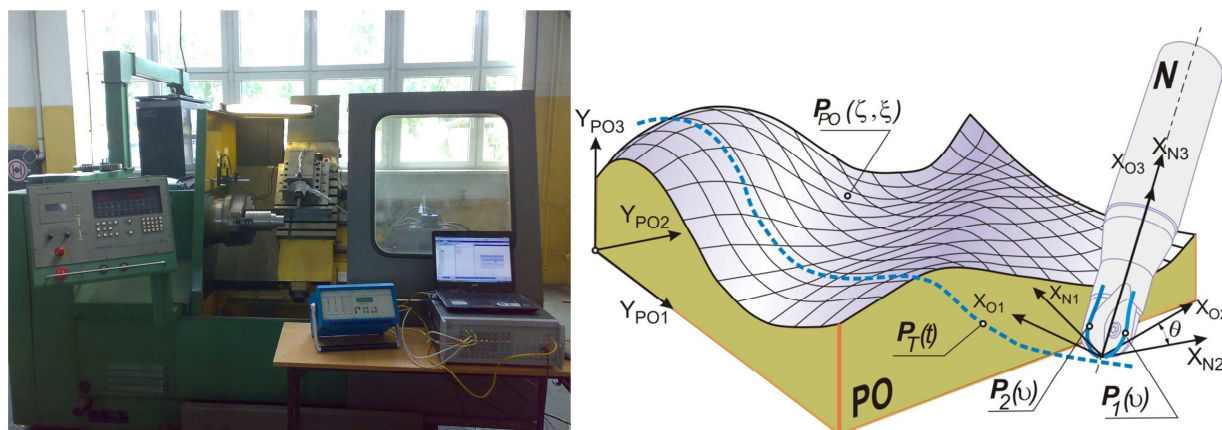 N
P_PO(ζ,ξ)
Y_PO3
X_O3
X_N3
Y_PO2
X_N1
X_O1
X_O2
Y_PO1
θ
P_T(t)
X_N2
PO
P_2(υ)
P_1(υ)